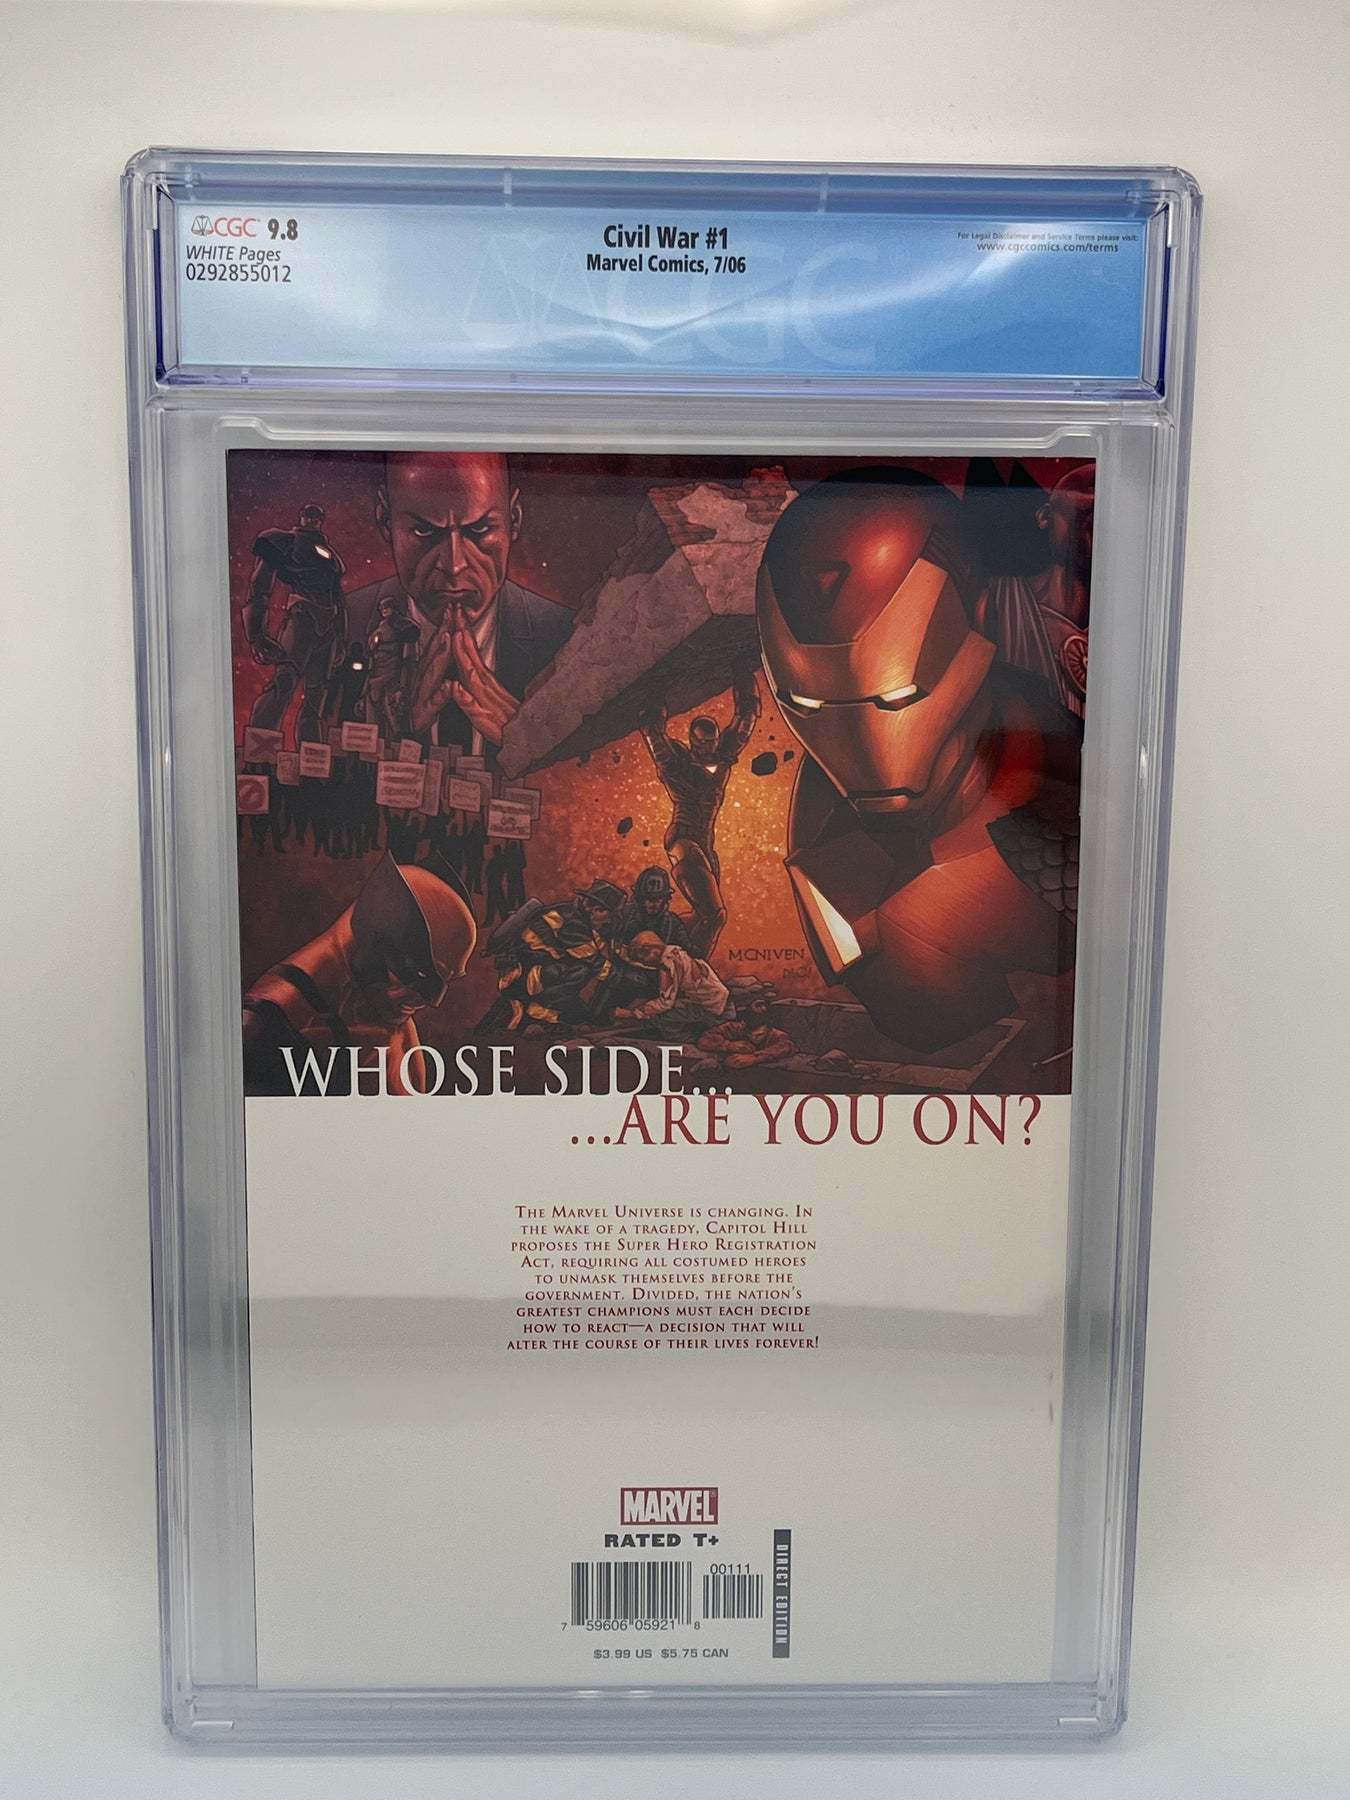 CGC 9.8
WHITE Pages
0292855012
Civil War #1
Marvel Comics, 7/06
For Legal Disclaimer and Service Terms please visit:
www.cgccomics.com/terms
CGC
71
MCNIVEN
WHOSE SIDE...
...ARE YOU ON?
THE MARVEL UNIVERSE IS CHANGING. IN
THE WAKE OF A TRAGEDY, CAPITOL HILL
PROPOSES THE SUPER HERO REGISTRATION
ACT, REQUIRING ALL COSTUMED HEROES
TO UNMASK THEMSELVES BEFORE THE
GOVERNMENT. DIVIDED, THE NATION'S
GREATEST CHAMPIONS MUST EACH DECIDE
HOW TO REACT—A DECISION THAT WILL
ALTER THE COURSE OF THEIR LIVES FOREVER!
MARVEL
RATED T+
00111
7 59606 05921 8
DIRECT EDITION
$3.99 US $5.75 CAN